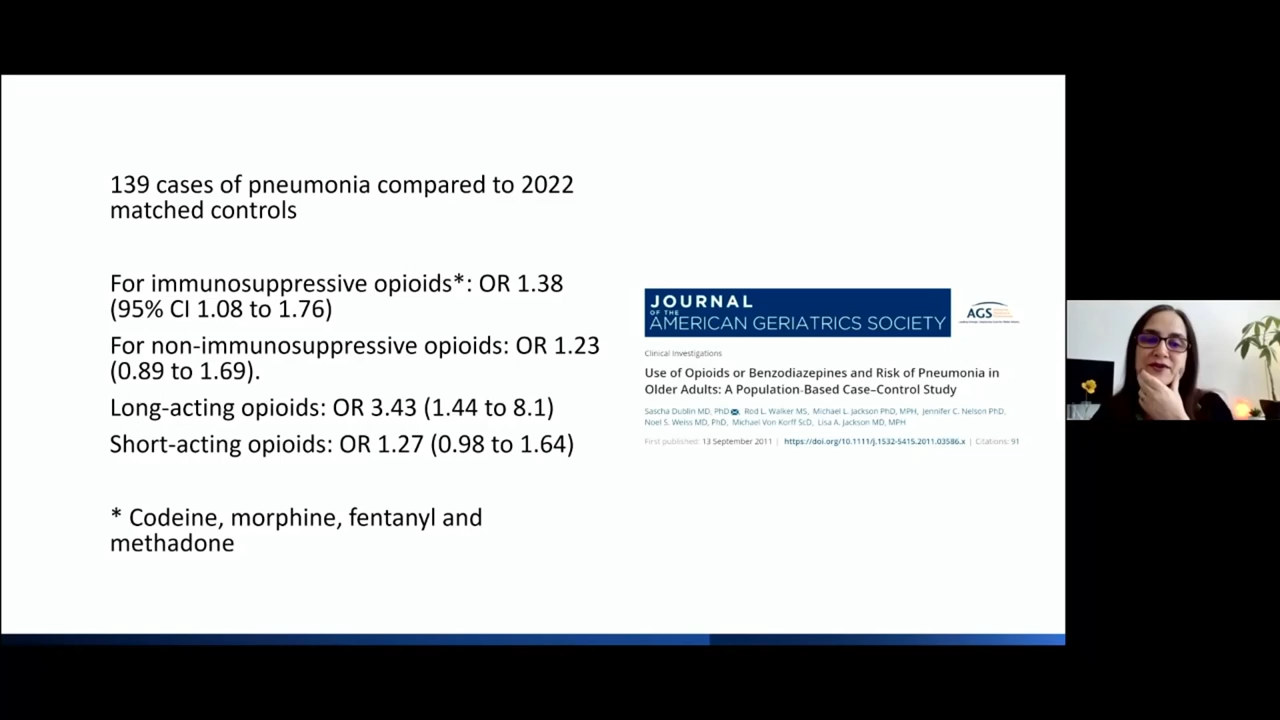 139 cases of pneumonia compared to 2022
matched controls
For immunosuppressive opioids*: OR 1.38
(95% CI 1.08 to 1.76)
For non-immunosuppressive opioids: OR 1.23
(0.89 to 1.69).
Long-acting opioids: OR 3.43 (1.44 to 8.1)
Short-acting opioids: OR 1.27 (0.98 to 1.64)
* Codeine, morphine, fentanyl and
methadone
JOURNAL
OF THE
AMERICAN GERIATRICS SOCIETY
AGS
Clinical Investigations
Use of Opioids or Benzodiazepines and Risk of Pneumonia in
Older Adults: A Population-Based Case–Control Study
Sascha Dublin MD, PhD, Rod L. Walker MS, Michael L. Jackson PhD, MPH, Jennifer C. Nelson PhD,
Noel S. Weiss MD, PhD, Michael Von Korff ScD, Lisa A. Jackson MD, MPH
First published: 13 September 2011 | https://doi.org/10.1111/j.1532-5415.2011.03586.x | Citations: 91